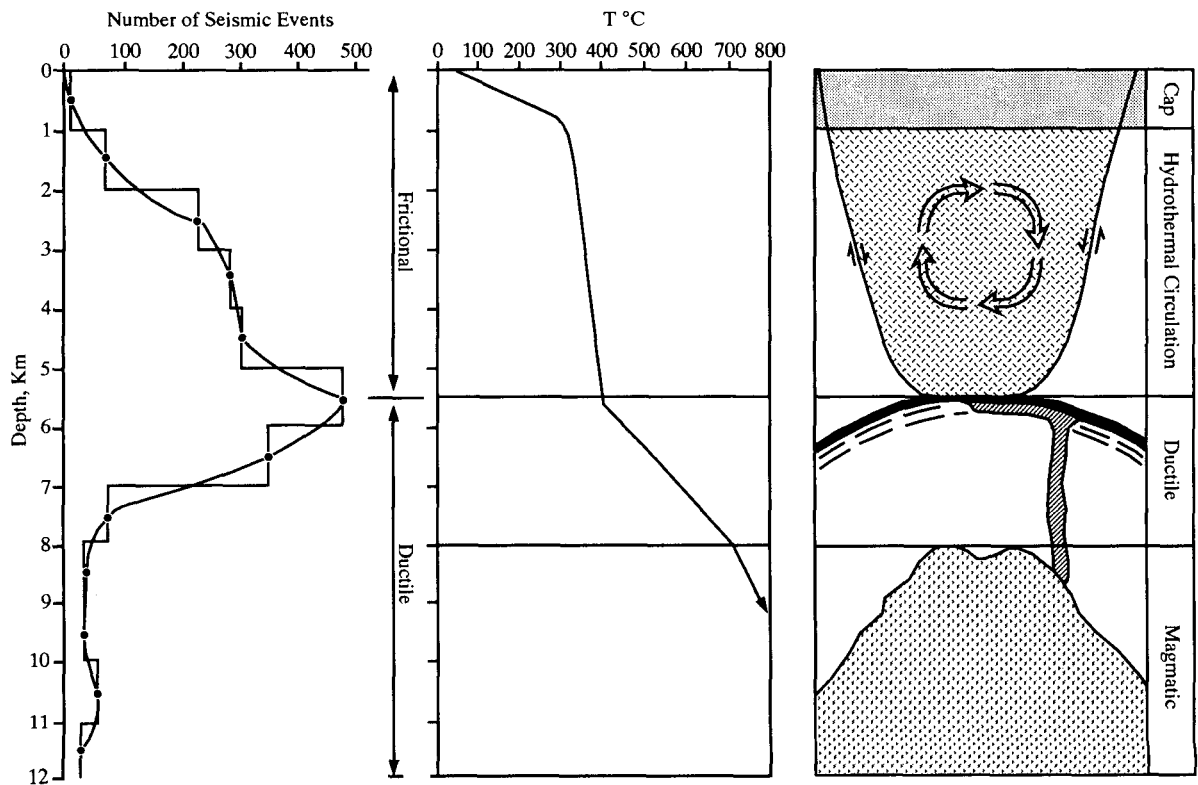 Number of Seismic Events
0 100 200 300 400 500
Depth, Km
0
1
2
3
4
5
6
7
8
9
10
11
12
Frictional
Ductile
T °C
0 100 200 300 400 500 600 700 800
Cap
Hydrothermal Circulation
Ductile
Magmatic